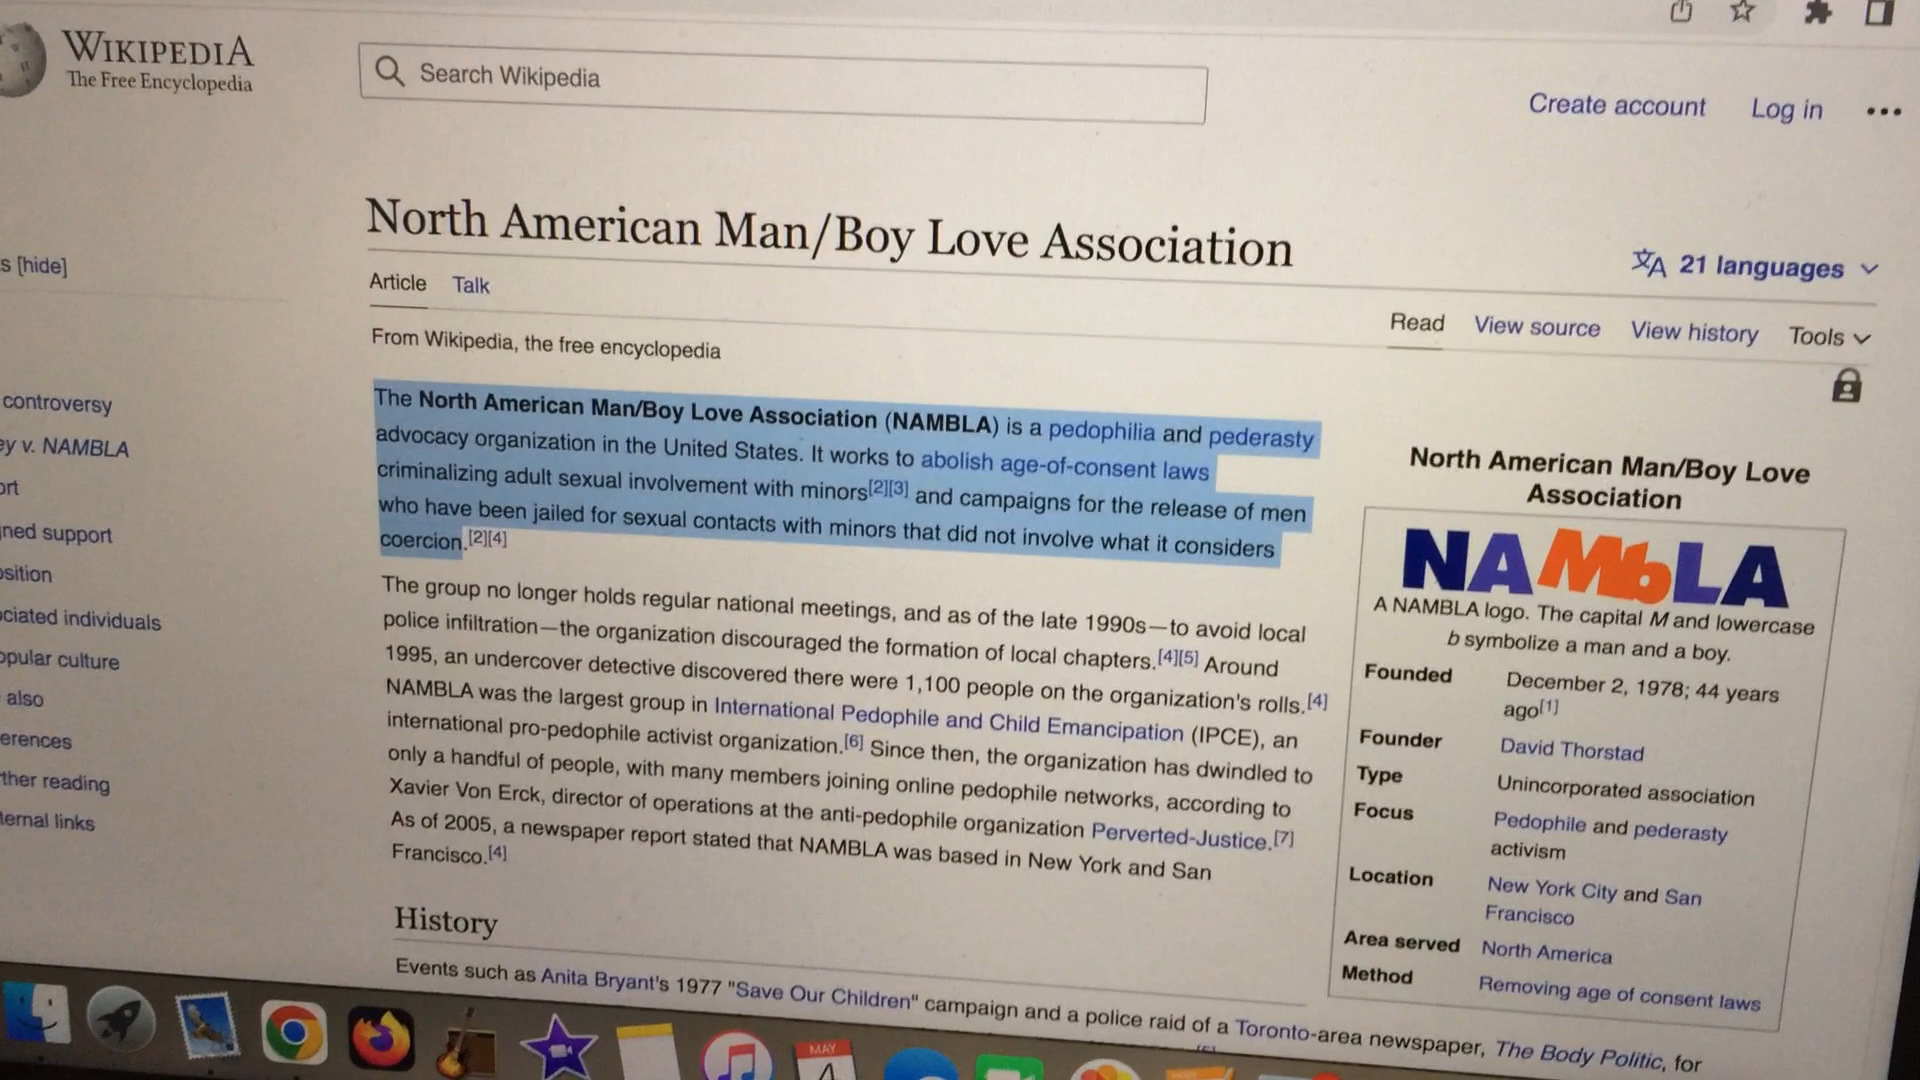 WIKIPEDIA
The Free Encyclopedia
Search Wikipedia
Create account Log in •••
s [hide]
North American Man/Boy Love Association
21 languages
Article Talk
Read View source View history Tools
From Wikipedia, the free encyclopedia
The North American Man/Boy Love Association (NAMBLA) is a pedophilia and pederasty
advocacy organization in the United States. It works to abolish age-of-consent laws
criminalizing adult sexual involvement with minors[2][3] and campaigns for the release of men
who have been jailed for sexual contacts with minors that did not involve what it considers
coercion.[2][4]
The group no longer holds regular national meetings, and as of the late 1990s—to avoid local
police infiltration—the organization discouraged the formation of local chapters.[4][5] Around
1995, an undercover detective discovered there were 1,100 people on the organization's rolls.[4]
NAMBLA was the largest group in International Pedophile and Child Emancipation (IPCE), an
international pro-pedophile activist organization.[6] Since then, the organization has dwindled to
only a handful of people, with many members joining online pedophile networks, according to
Xavier Von Erck, director of operations at the anti-pedophile organization Perverted-Justice.[7]
As of 2005, a newspaper report stated that NAMBLA was based in New York and San
Francisco.[4]
History
Events such as Anita Bryant's 1977 "Save Our Children" campaign and a police raid of a Toronto-area newspaper, The Body Politic, for
controversy
ey v. NAMBLA
ort
gned support
osition
ociated individuals
opular culture
also
erences
ther reading
ternal links
North American Man/Boy Love
Association
NAMbLA
A NAMBLA logo. The capital M and lowercase
b symbolize a man and a boy.
Founded December 2, 1978; 44 years
ago[1]
Founder David Thorstad
Type Unincorporated association
Focus Pedophile and pederasty
activism
Location New York City and San
Francisco
Area served North America
Method Removing age of consent laws
MAY
4